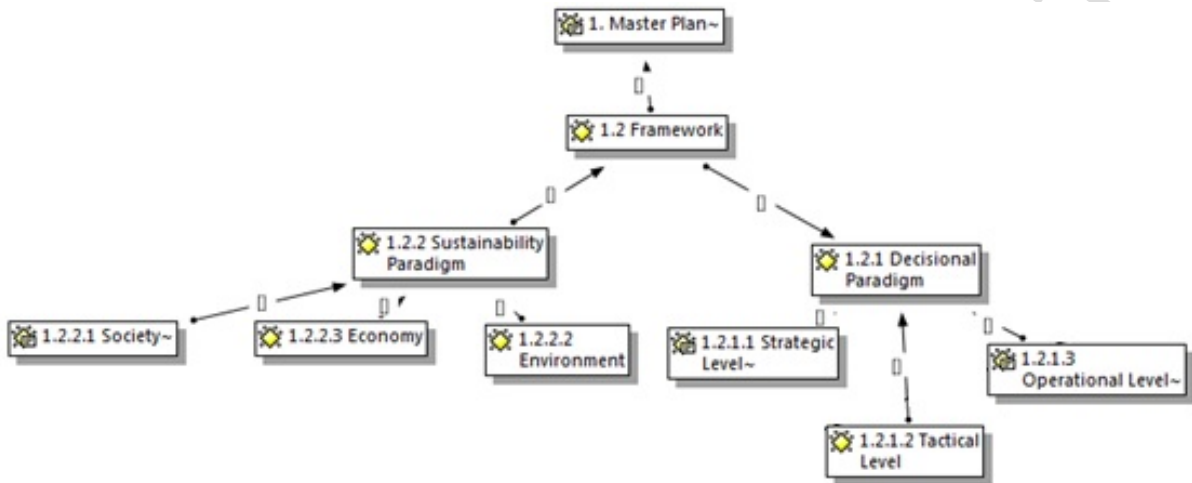 1. Master Plan~
1.2 Framework
1.2.2 Sustainability
Paradigm
1.2.1 Decisional
Paradigm
1.2.2.1 Society~
1.2.2.3 Economy
1.2.2.2
Environment
1.2.1.1 Strategic
Level~
1.2.1.3
Operational Level~
1.2.1.2 Tactical
Level